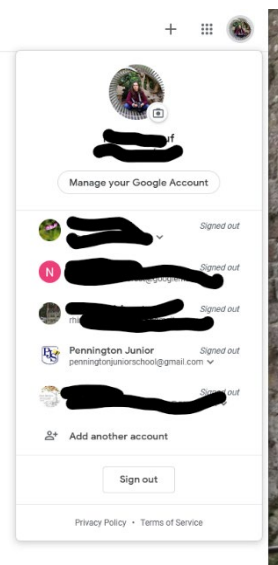 Manage your Google Account
Signed out
N
Signed out
Signed out
Pennington Junior
Signed out
penningtonjuniorschool@gmail.com
Signed out
Add another account
Sign out
Privacy Policy • Terms of Service